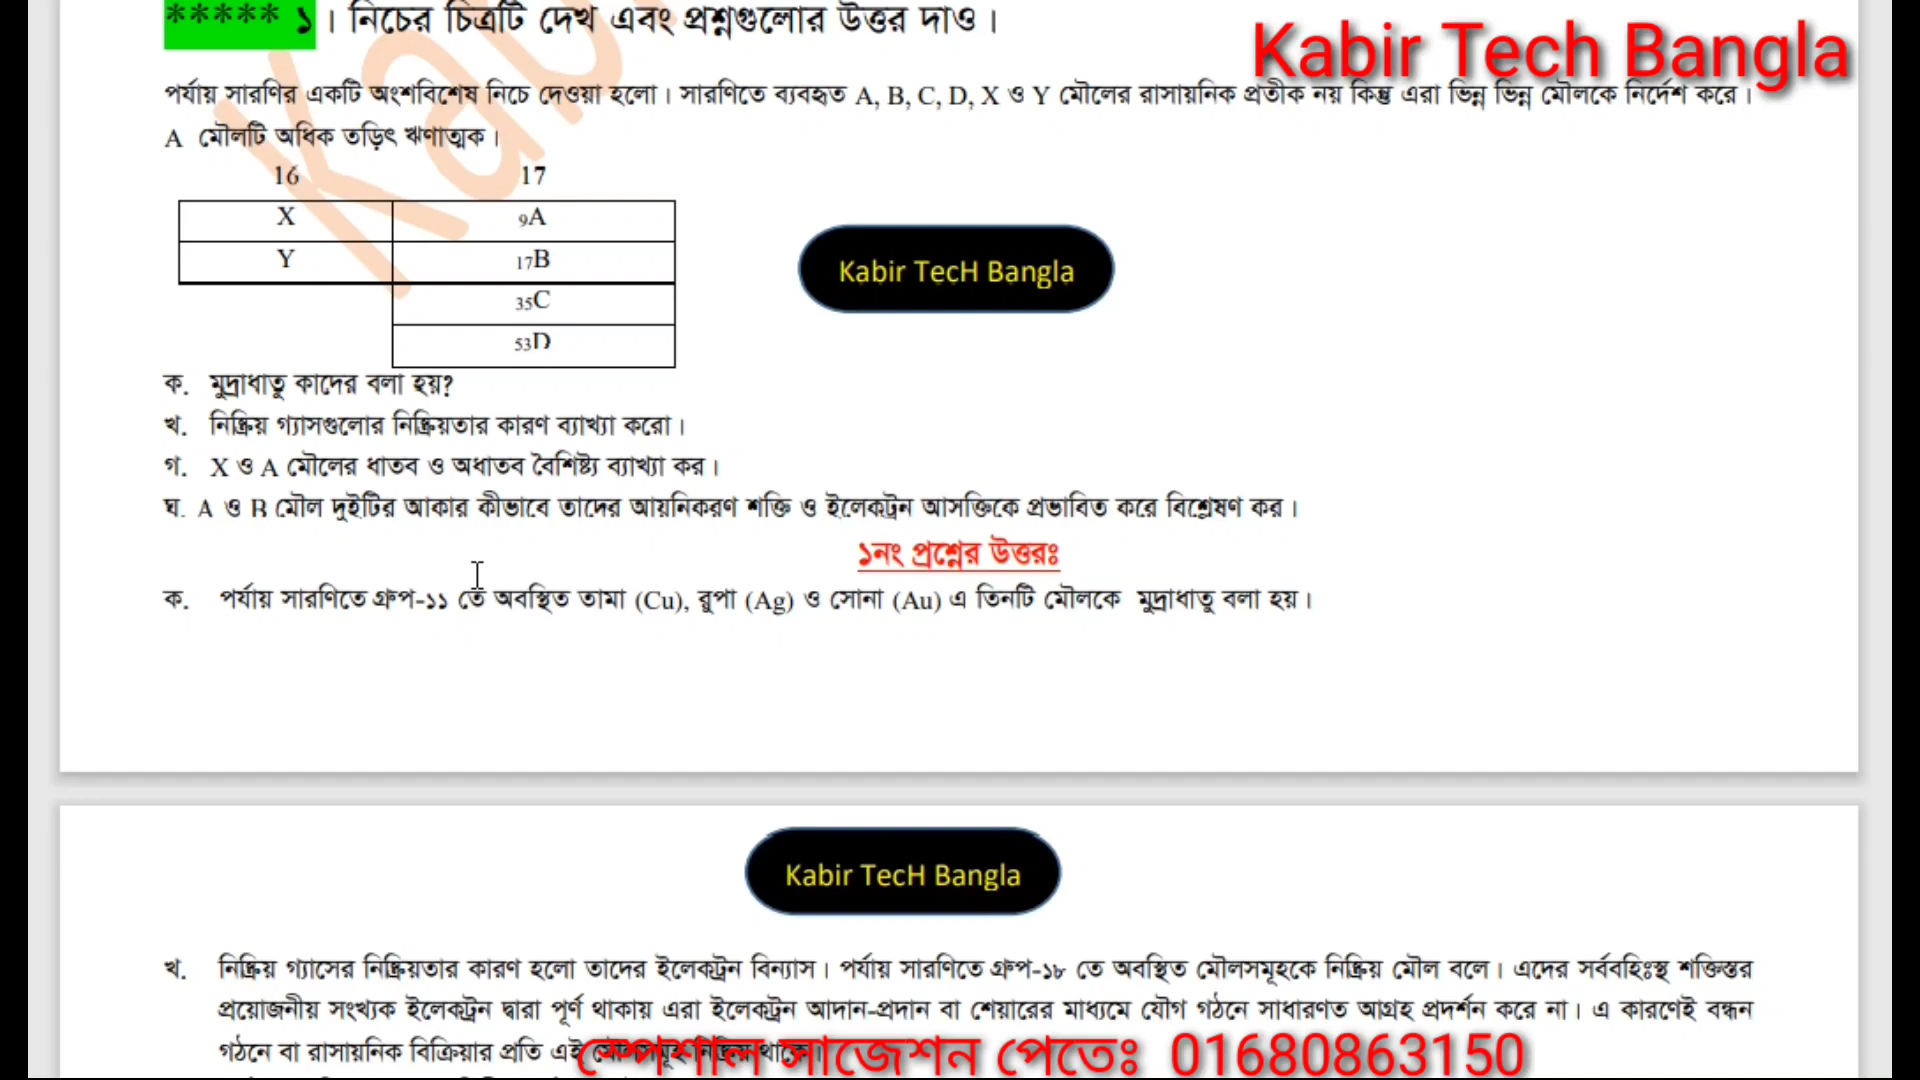 ***** ১। নিচের চিত্রটি দেখ এবং প্রশ্নগুলোর উত্তর দাও।
Kabir Tech Bangla
পর্যায় সারণির একটি অংশবিশেষ নিচে দেওয়া হলো। সারণিতে ব্যবহৃত A, B, C, D, X ও Y মৌলের রাসায়নিক প্রতীক নয় কিন্তু এরা ভিন্ন ভিন্ন মৌলকে নির্দেশ করে।
A মৌলটি অধিক তড়িৎ ঋণাত্মক।
16 17
X ₉A
Y ₁₇B
₃₅C
₅₃D
Kabir TecH Bangla
ক. মুদ্রাধাতু কাদের বলা হয়?
খ. নিষ্ক্রিয় গ্যাসগুলোর নিষ্ক্রিয়তার কারণ ব্যাখ্যা করো।
গ. X ও A মৌলের ধাতব ও অধাতব বৈশিষ্ট্য ব্যাখ্যা কর।
ঘ. A ও B মৌল দুইটির আকার কীভাবে তাদের আয়নিকরণ শক্তি ও ইলেকট্রন আসক্তিকে প্রভাবিত করে বিশ্লেষণ কর।
১নং প্রশ্নের উত্তরঃ
ক. পর্যায় সারণিতে গ্রুপ-১১ তে অবস্থিত তামা (Cu), রুপা (Ag) ও সোনা (Au) এ তিনটি মৌলকে মুদ্রাধাতু বলা হয়।
Kabir TecH Bangla
খ. নিষ্ক্রিয় গ্যাসের নিষ্ক্রিয়তার কারণ হলো তাদের ইলেকট্রন বিন্যাস। পর্যায় সারণিতে গ্রুপ-১৮ তে অবস্থিত মৌলসমূহকে নিষ্ক্রিয় মৌল বলে। এদের সর্ববহিঃস্থ শক্তিস্তর
প্রয়োজনীয় সংখ্যক ইলেকট্রন দ্বারা পূর্ণ থাকায় এরা ইলেকট্রন আদান-প্রদান বা শেয়ারের মাধ্যমে যৌগ গঠনে সাধারণত আগ্রহ প্রদর্শন করে না। এ কারণেই বন্ধন
গঠনে বা রাসায়নিক বিক্রিয়ার প্রতি এই
স্পেশাল সাজেশন পেতেঃ 01680863150